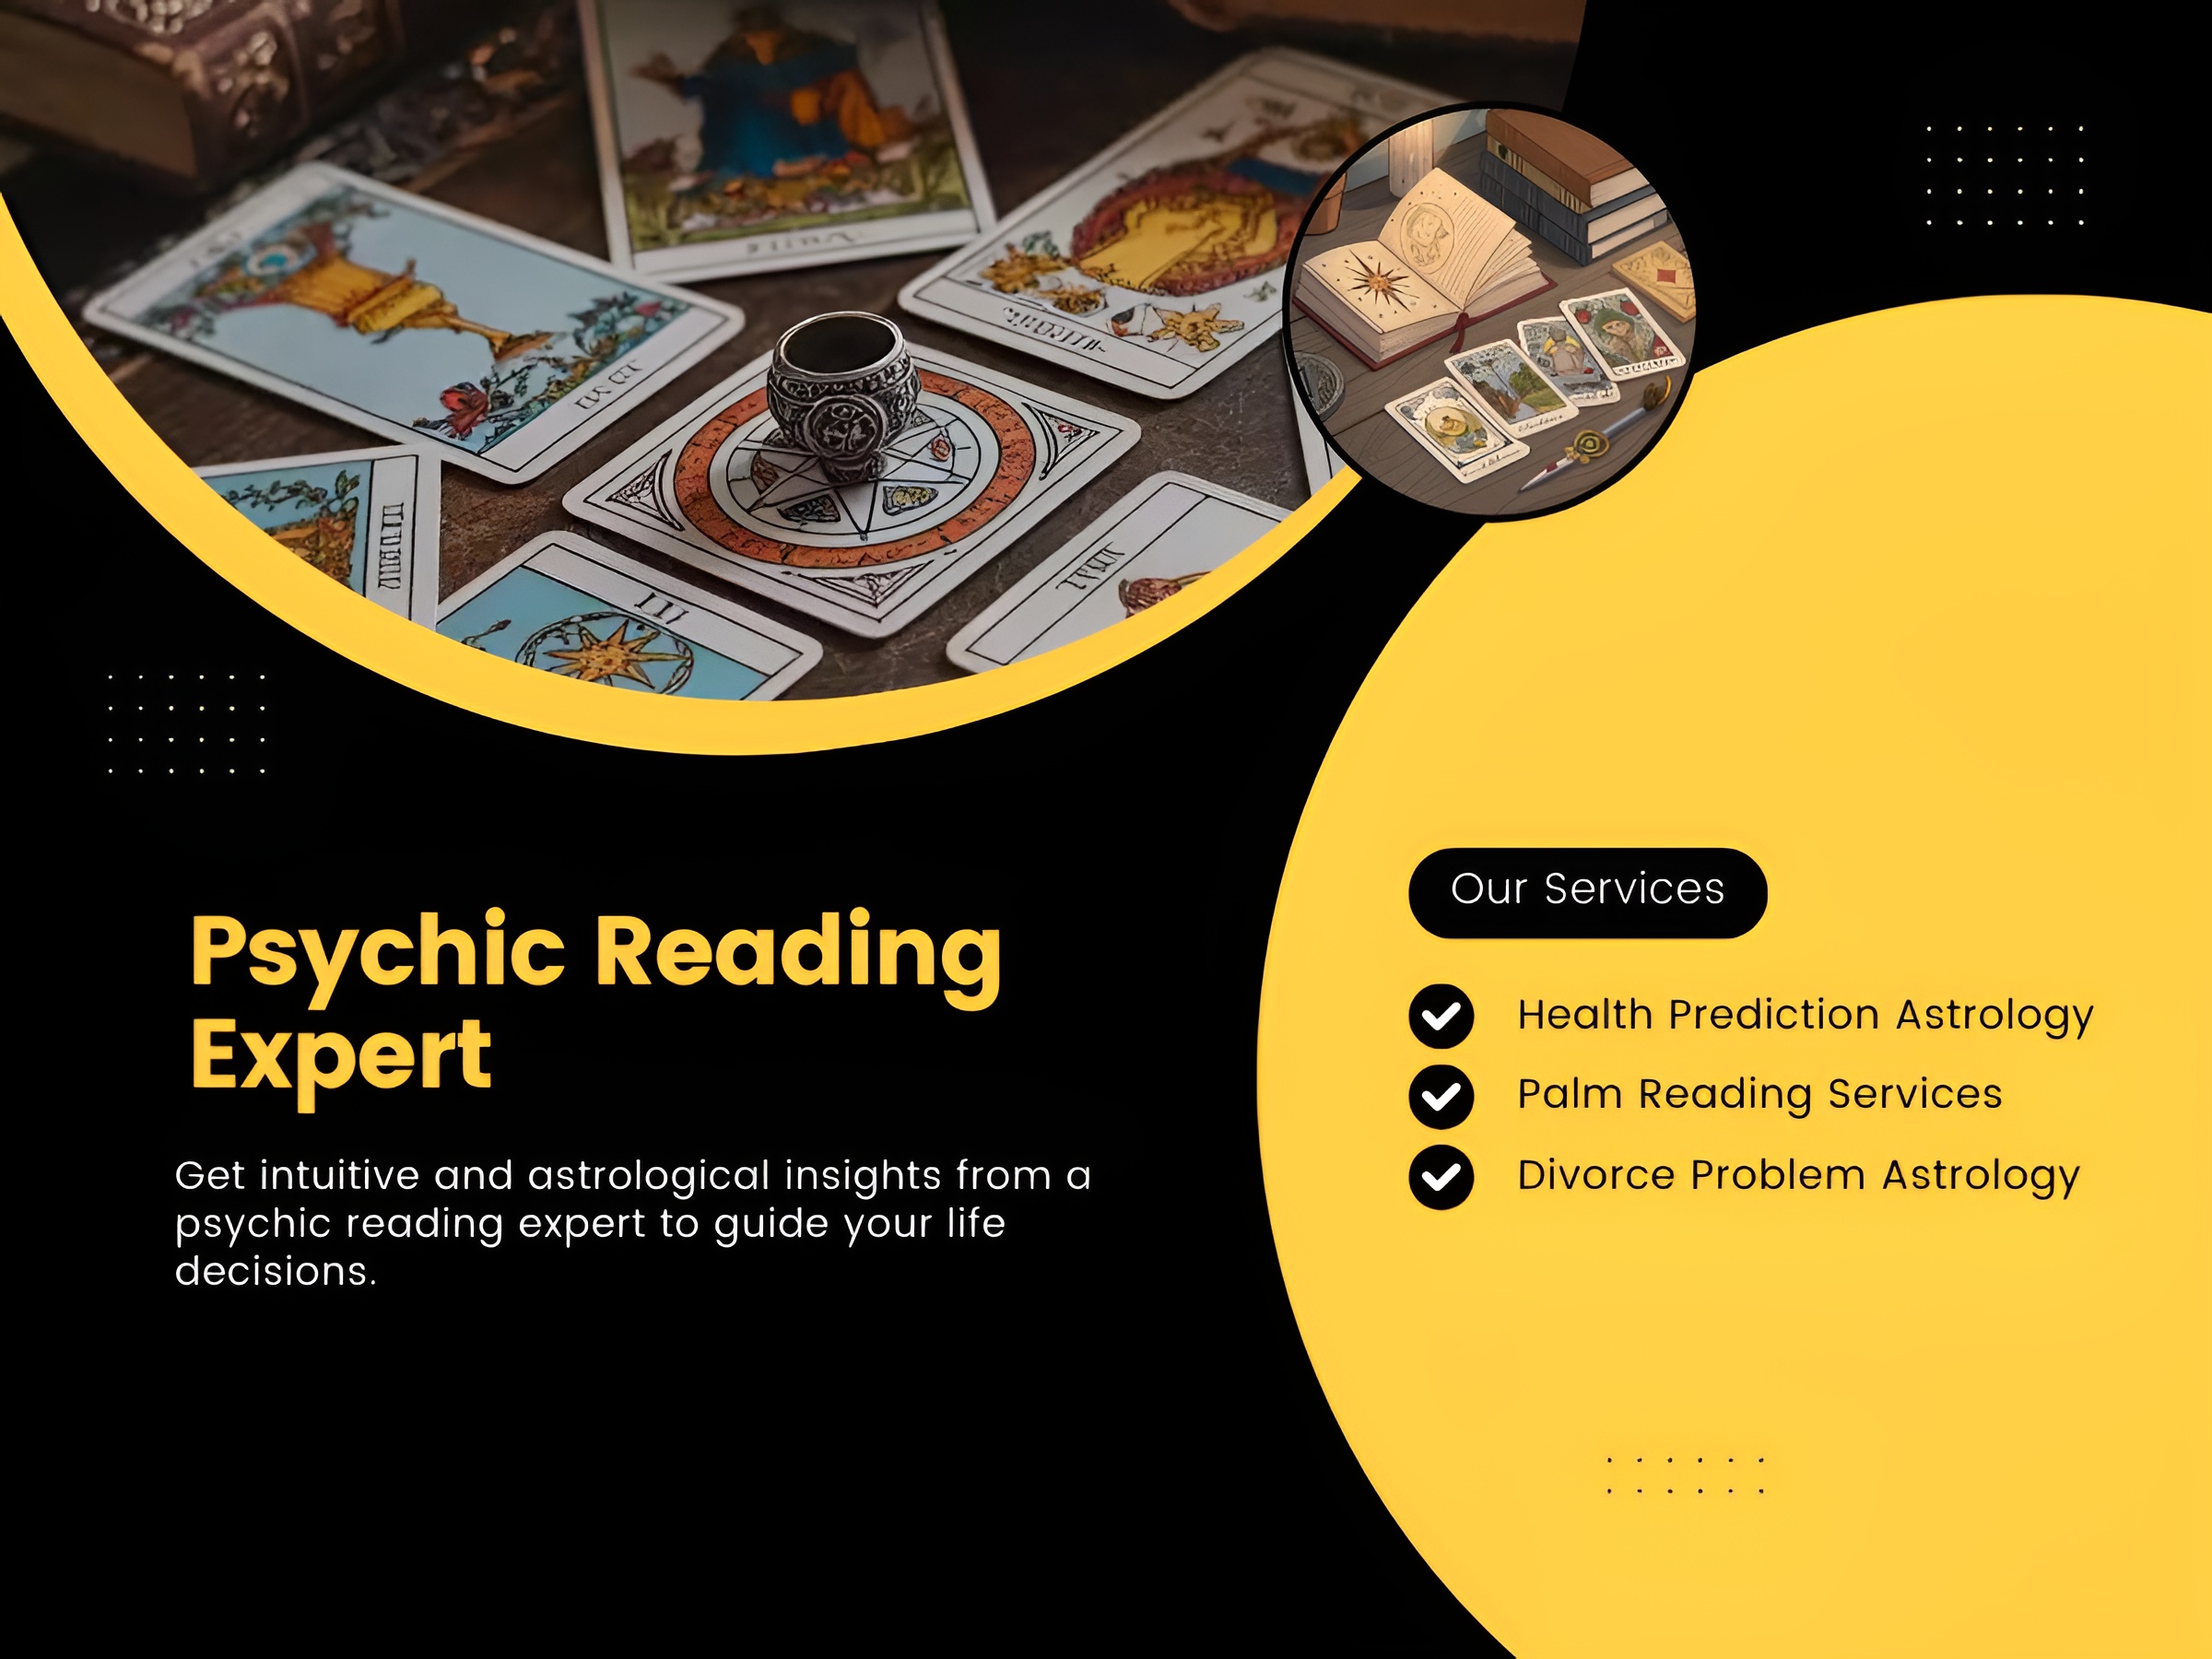 Psychic Reading
Expert
Get intuitive and astrological insights from a
psychic reading expert to guide your life
decisions.
Our Services
Health Prediction Astrology
Palm Reading Services
Divorce Problem Astrology